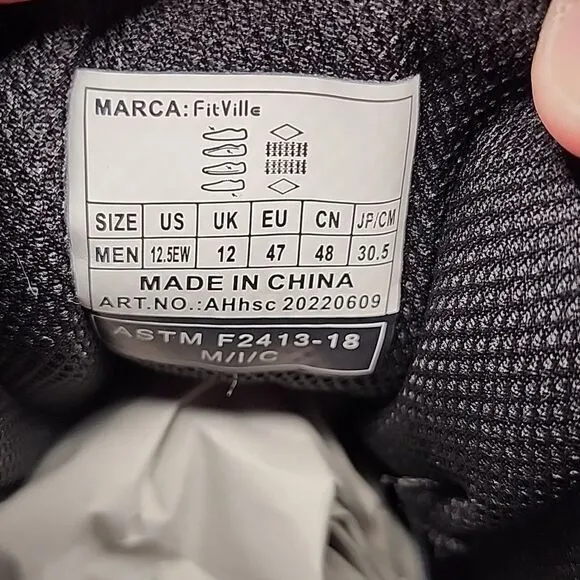 MARCA: FitVille
SIZE US UK EU CN JP/CM
MEN 12.5EW 12 47 48 30.5
MADE IN CHINA
ART.NO.:AHhsc 20220609
ASTM F2413-18
M/I/C